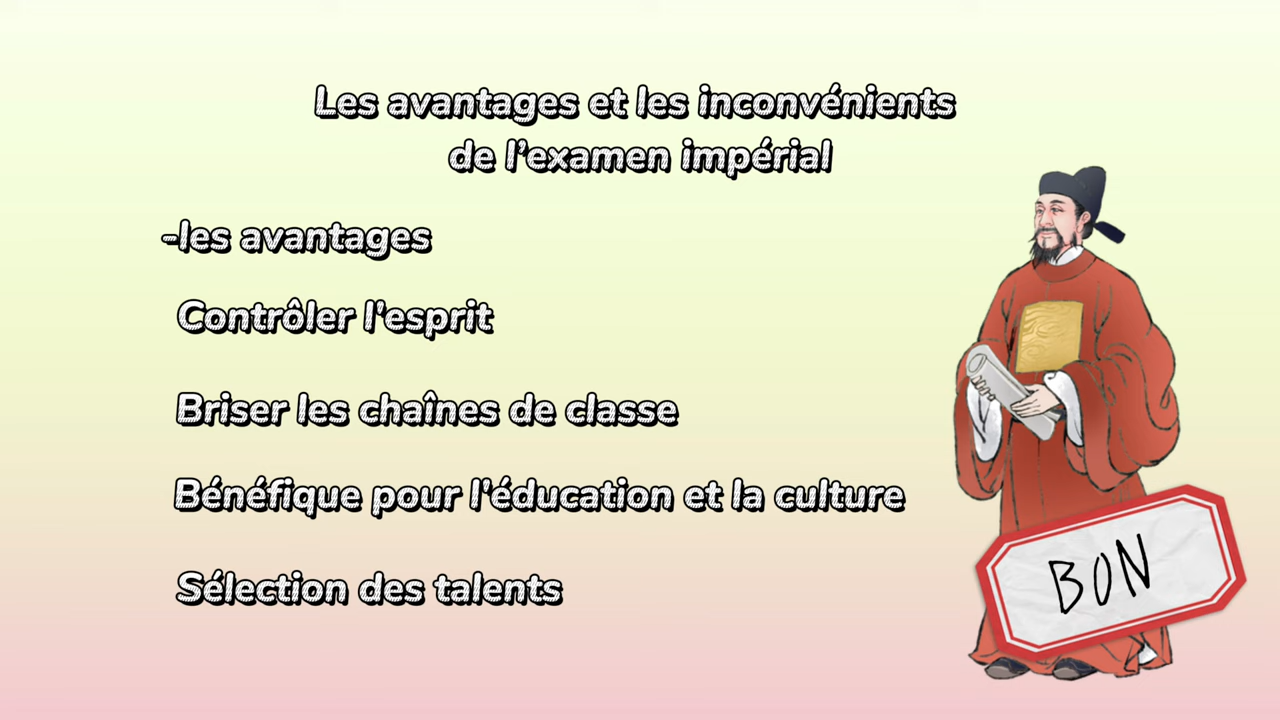 Les avantages et les inconvénients
de l'examen impérial
-les avantages
Contrôler l'esprit
Briser les chaînes de classe
Bénéfique pour l'éducation et la culture
Sélection des talents
BON